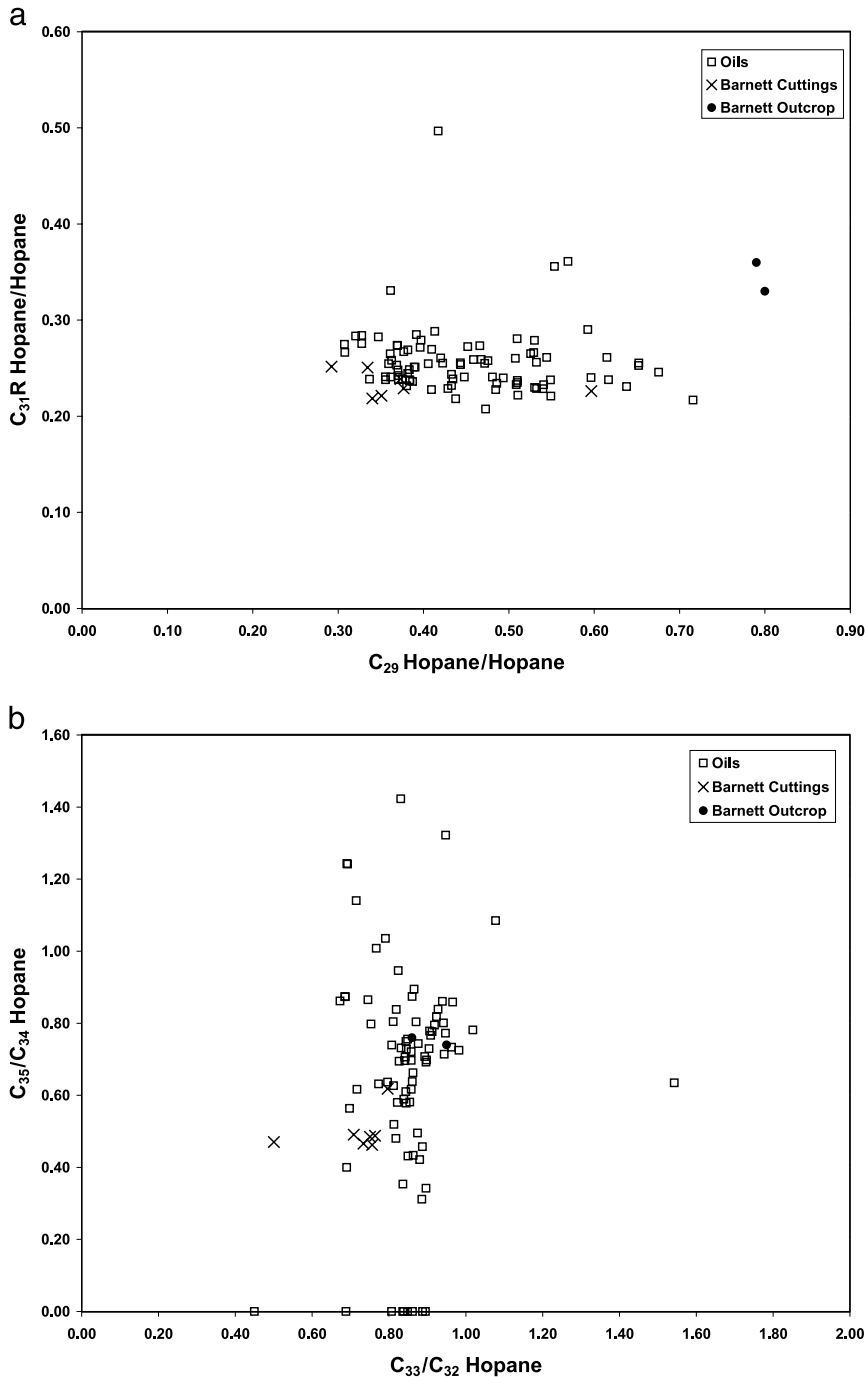 a
0.60
0.50
0.40
0.30
0.20
0.10
0.00
C31R Hopane/Hopane
Oils
Barnett Cuttings
Barnett Outcrop
0.00 0.10 0.20 0.30 0.40 0.50 0.60 0.70 0.80 0.90
C29 Hopane/Hopane
b
1.60
1.40
1.20
1.00
0.80
0.60
0.40
0.20
0.00
C35/C34 Hopane
Oils
Barnett Cuttings
Barnett Outcrop
0.00 0.20 0.40 0.60 0.80 1.00 1.20 1.40 1.60 1.80 2.00
C33/C32 Hopane